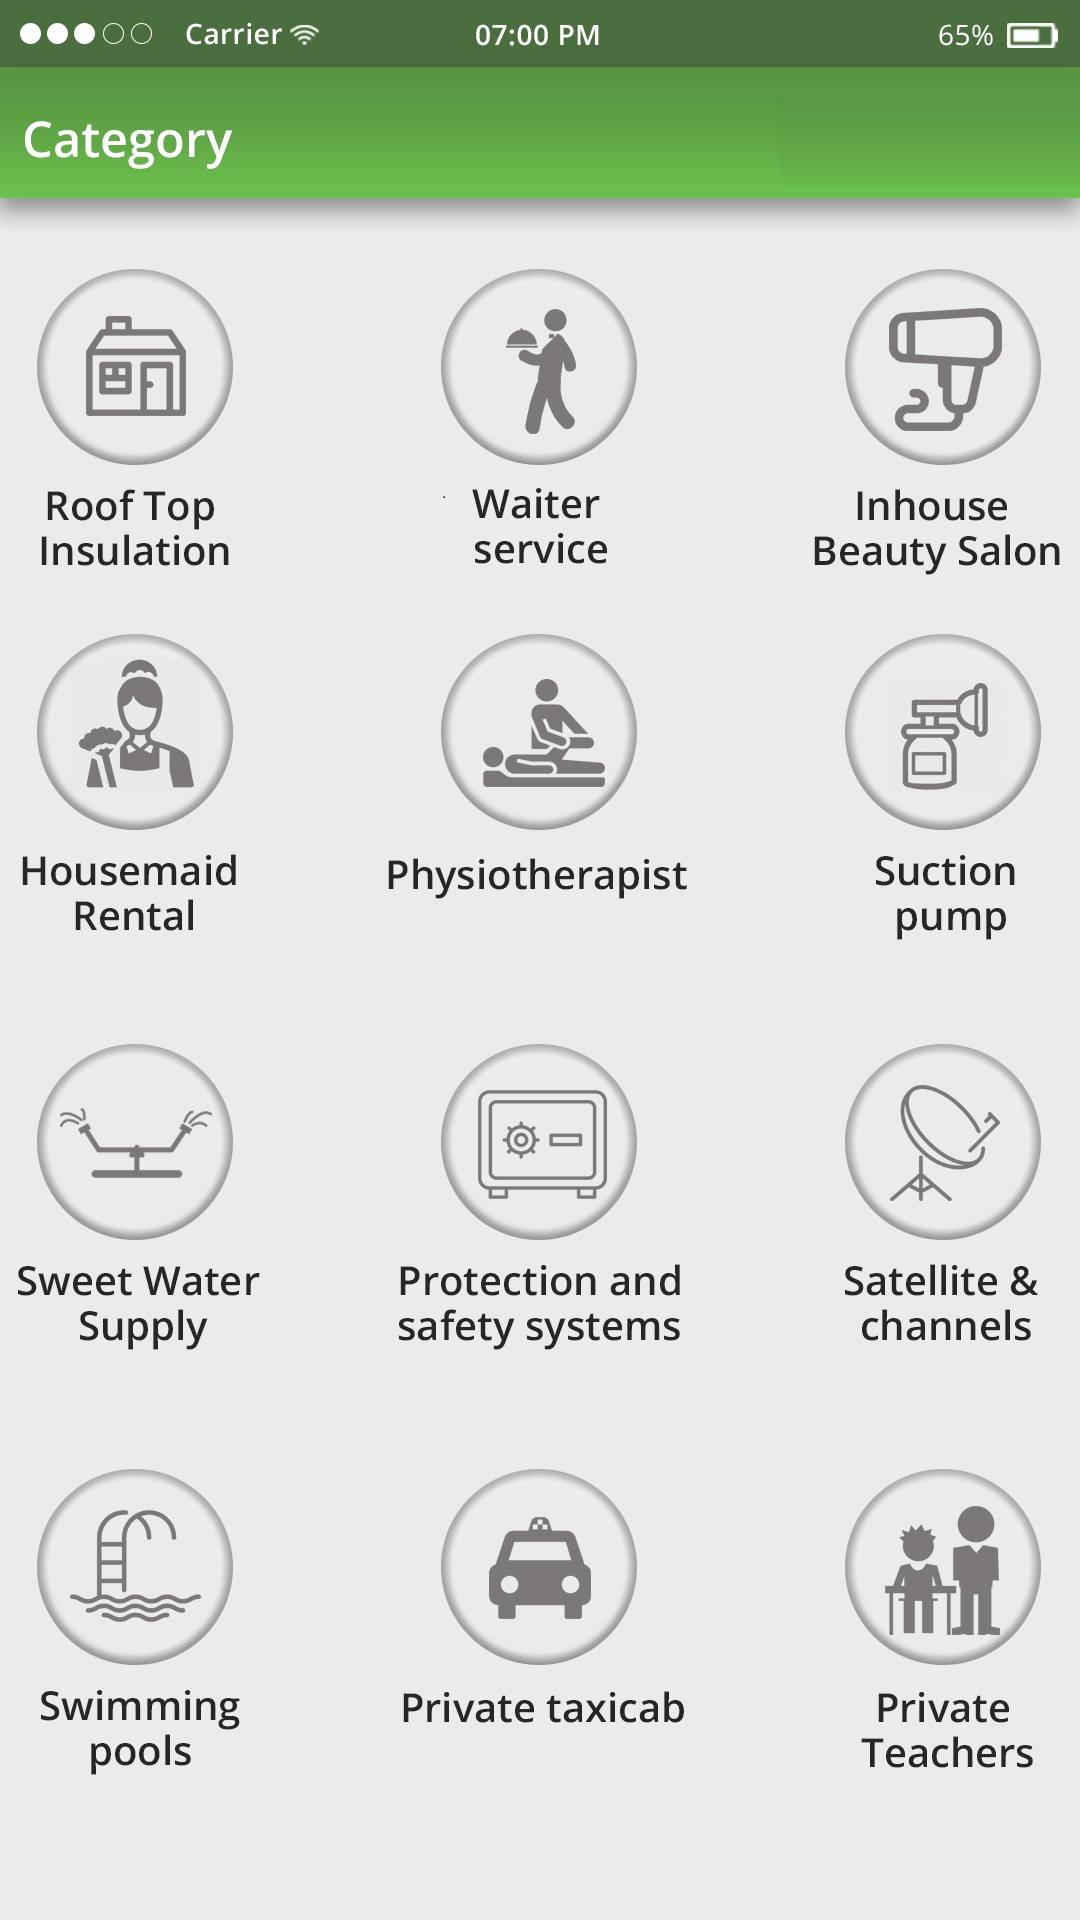 Carrier 07:00 PM 65%
Category
Roof Top
Insulation
Waiter
service
Inhouse
Beauty Salon
Housemaid
Rental
Physiotherapist
Suction
pump
Sweet Water
Supply
Protection and
safety systems
Satellite &
channels
Swimming
pools
Private taxicab
Private
Teachers